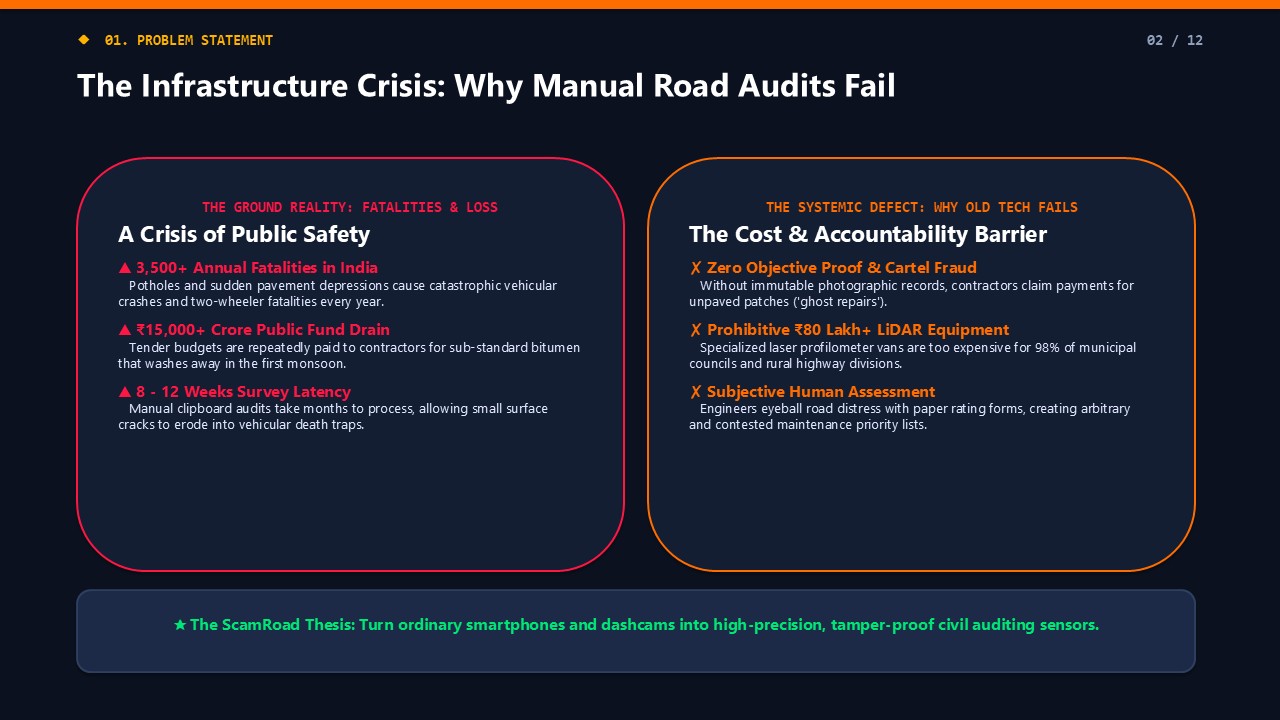 ◆ 01. PROBLEM STATEMENT
02 / 12
The Infrastructure Crisis: Why Manual Road Audits Fail
THE GROUND REALITY: FATALITIES & LOSS
A Crisis of Public Safety
▲ 3,500+ Annual Fatalities in India
Potholes and sudden pavement depressions cause catastrophic vehicular
crashes and two-wheeler fatalities every year.
▲ ₹15,000+ Crore Public Fund Drain
Tender budgets are repeatedly paid to contractors for sub-standard bitumen
that washes away in the first monsoon.
▲ 8 - 12 Weeks Survey Latency
Manual clipboard audits take months to process, allowing small surface
cracks to erode into vehicular death traps.
THE SYSTEMIC DEFECT: WHY OLD TECH FAILS
The Cost & Accountability Barrier
✗ Zero Objective Proof & Cartel Fraud
Without immutable photographic records, contractors claim payments for
unpaved patches ('ghost repairs').
✗ Prohibitive ₹80 Lakh+ LiDAR Equipment
Specialized laser profilometer vans are too expensive for 98% of municipal
councils and rural highway divisions.
✗ Subjective Human Assessment
Engineers eyeball road distress with paper rating forms, creating arbitrary
and contested maintenance priority lists.
★ The ScamRoad Thesis: Turn ordinary smartphones and dashcams into high-precision, tamper-proof civil auditing sensors.